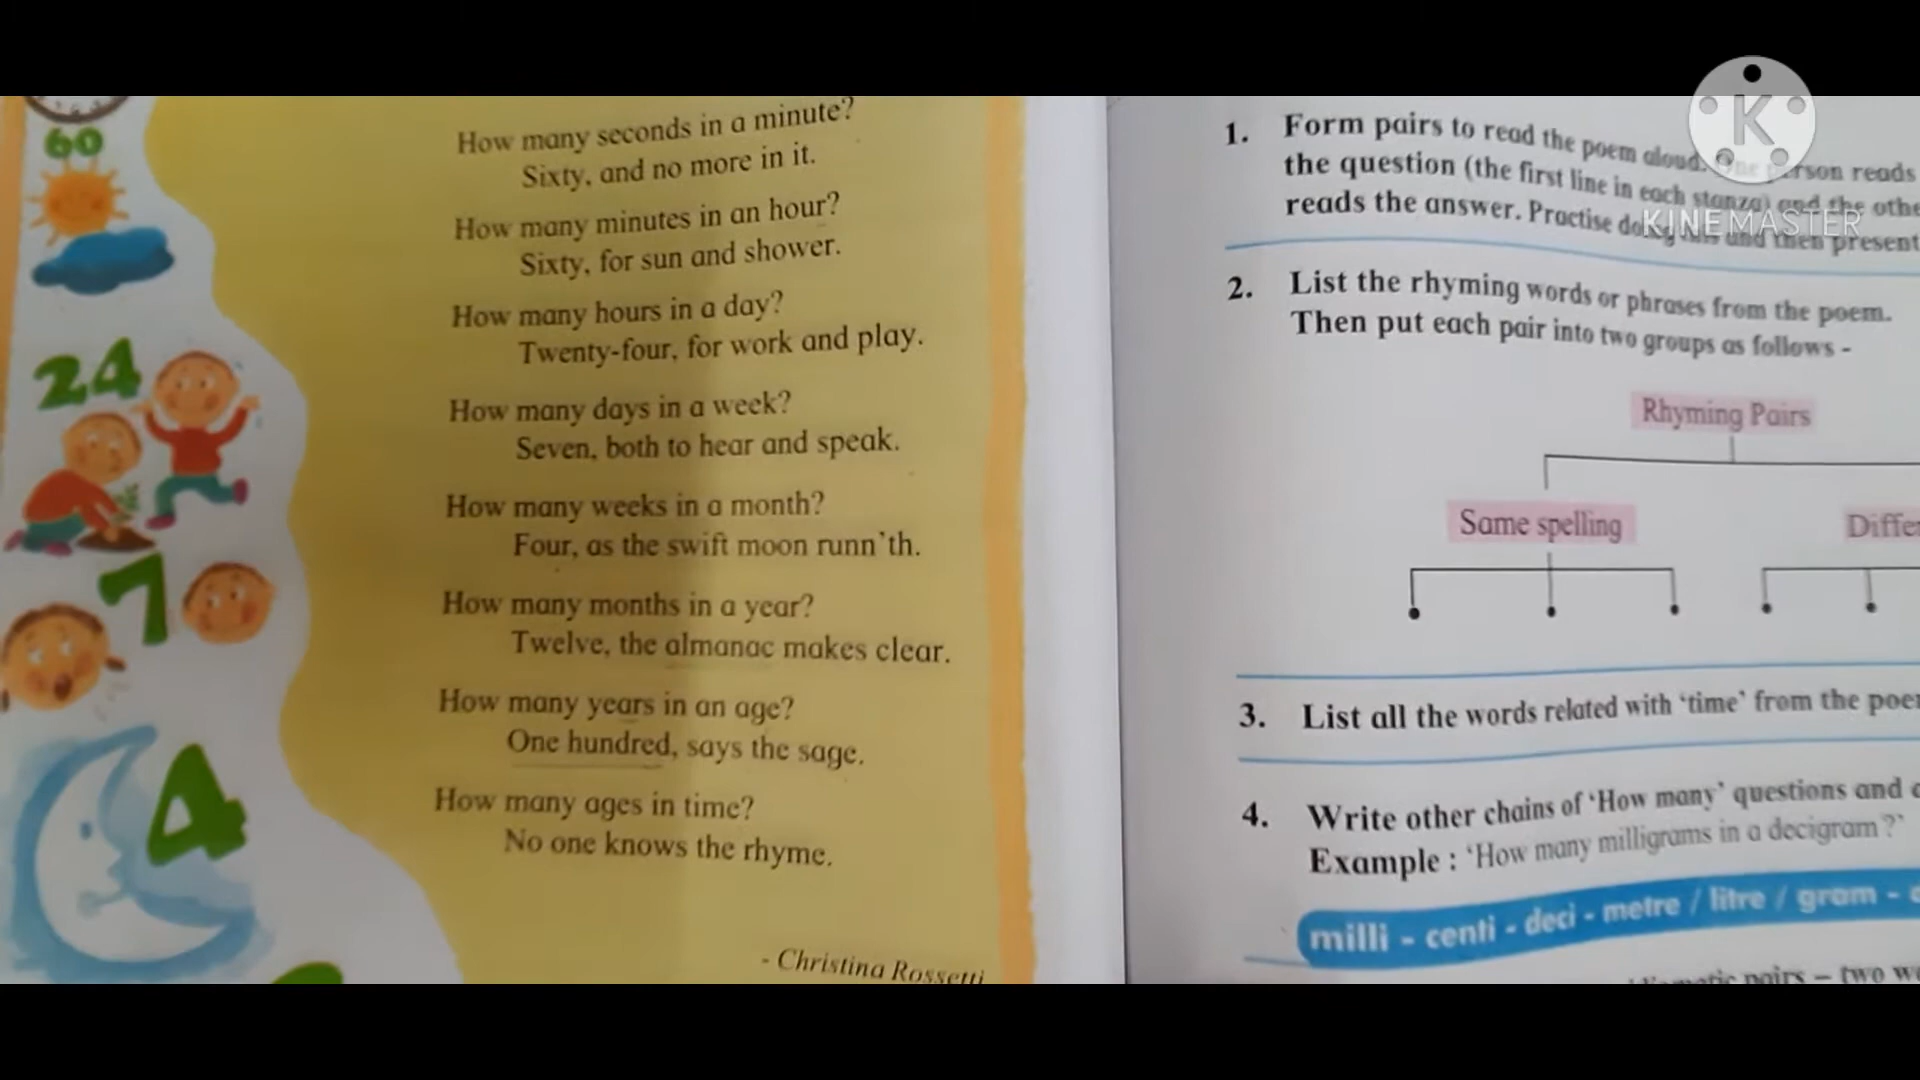 60
How many seconds in a minute?
Sixty, and no more in it.
How many minutes in an hour?
Sixty, for sun and shower.
24
How many hours in a day?
Twenty-four, for work and play.
How many days in a week?
Seven, both to hear and speak.
7
How many weeks in a month?
Four, as the swift moon runn'th.
How many months in a year?
Twelve, the almanac makes clear.
4
How many years in an age?
One hundred, says the sage.
How many ages in time?
No one knows the rhyme.
- Christina Rossetti
1. Form pairs to read the poem aloud. One person reads
the question (the first line in each stanza) and the
reads the answer. Practise doing this and then present
2. List the rhyming words or phrases from the poem.
Then put each pair into two groups as follows -
Rhyming Pairs
Same spelling
3. List all the words related with 'time' from the
4. Write other chains of 'How many' questions and
Example : 'How many milligrams in a decigram ?'
milli - centi - deci - metre / litre / gram -
pairs - two
K
KINEMASTER